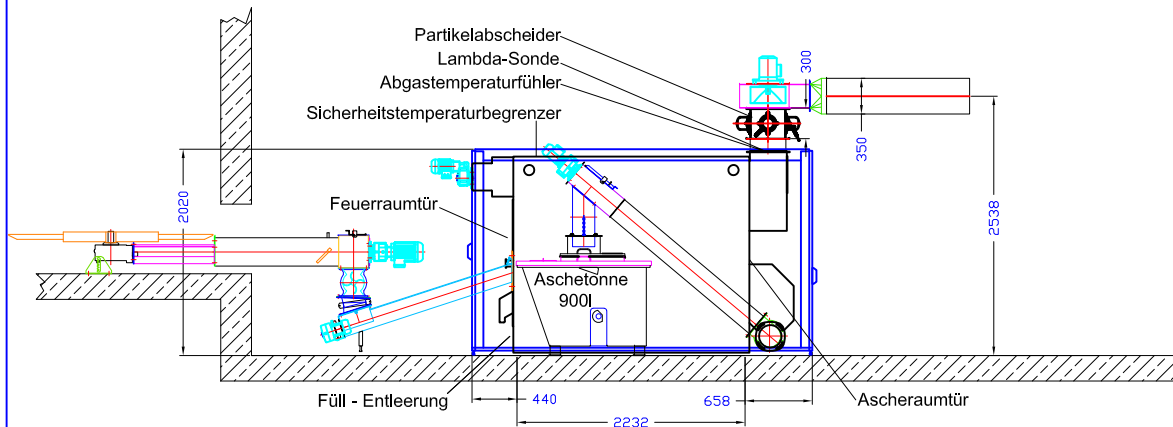 Partikelabscheider
Lambda-Sonde
Abgastemperaturfühler
Sicherheitstemperaturbegrenzer
300
350
2538
2020
Feuerraumtür
Aschetonne
900l
Füll - Entleerung
440
658
Ascheraumtür
2232